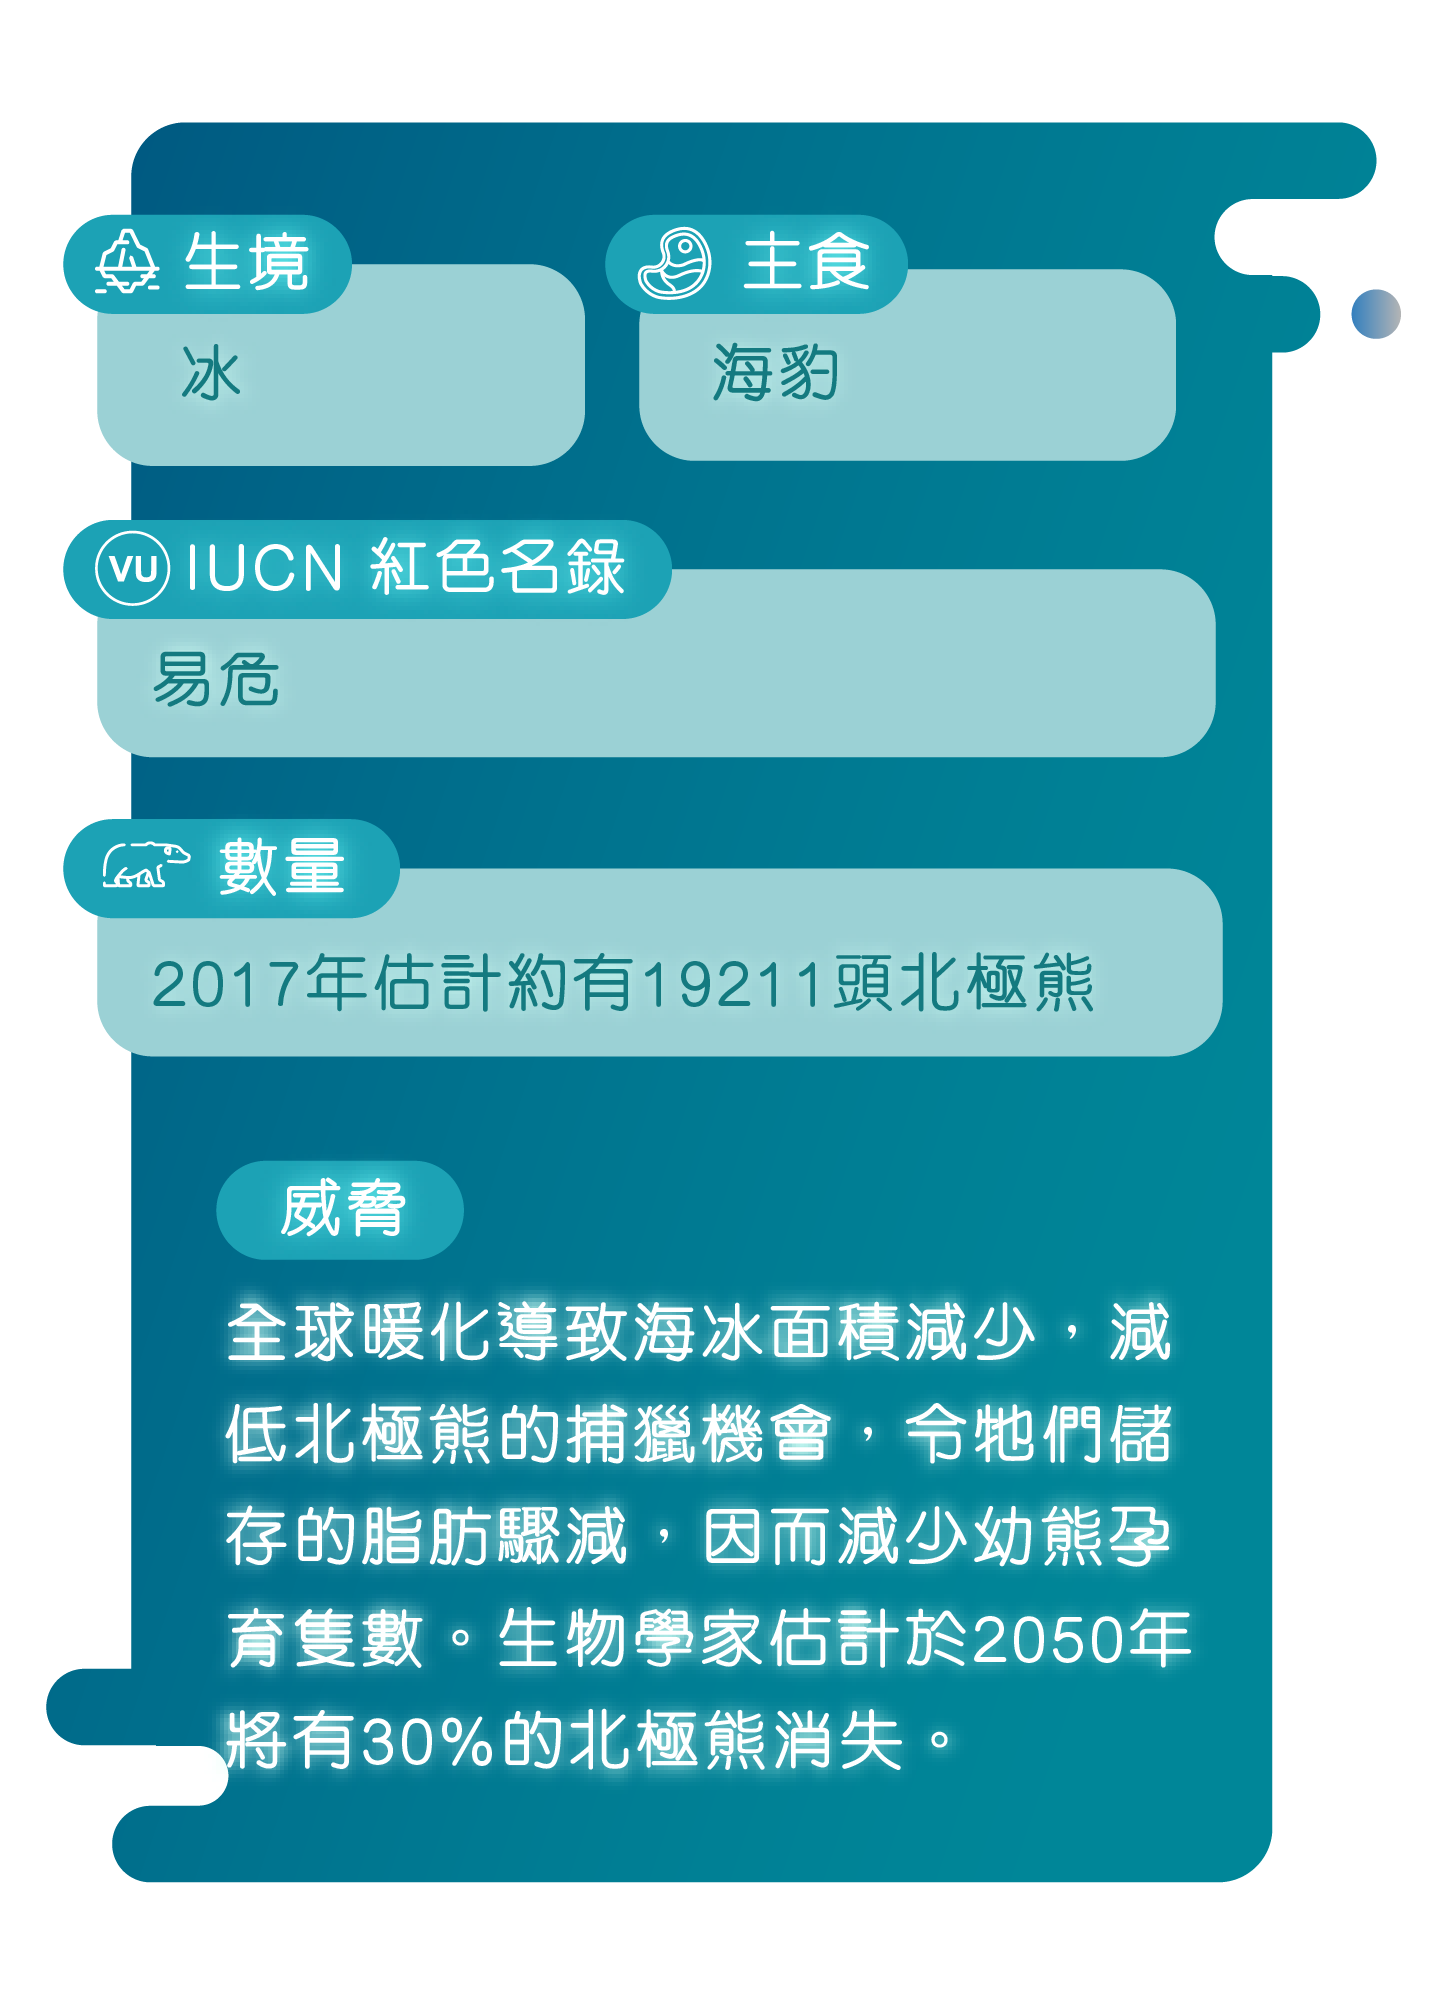 生境
主食
冰
海豹
VU IUCN 紅色名錄
易危
數量
2017年估計約有19211頭北極熊
威脅
全球暖化導致海冰面積減少，減
低北極熊的捕獵機會，令牠們儲
存的脂肪驟減，因而減少幼熊孕
育隻數。生物學家估計於2050年
將有30%的北極熊消失。